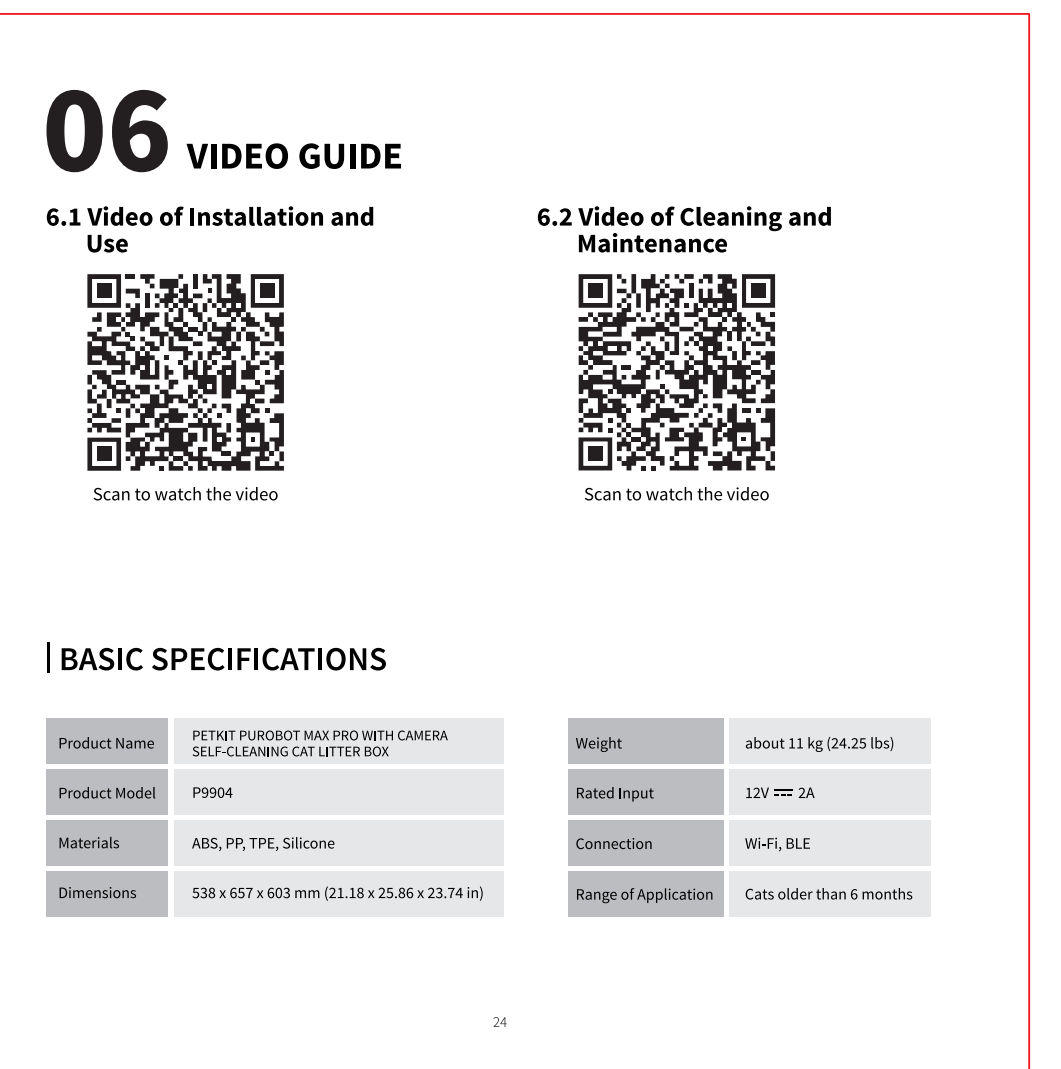 06 VIDEO GUIDE
6.1 Video of Installation and
Use
Scan to watch the video
6.2 Video of Cleaning and
Maintenance
Scan to watch the video
BASIC SPECIFICATIONS
Product Name PETKIT PUROBOT MAX PRO WITH CAMERA
SELF-CLEANING CAT LITTER BOX
Product Model P9904
Materials ABS, PP, TPE, Silicone
Dimensions 538 x 657 x 603 mm (21.18 x 25.86 x 23.74 in)
Weight about 11 kg (24.25 lbs)
Rated Input 12V ⎓ 2A
Connection Wi-Fi, BLE
Range of Application Cats older than 6 months
24